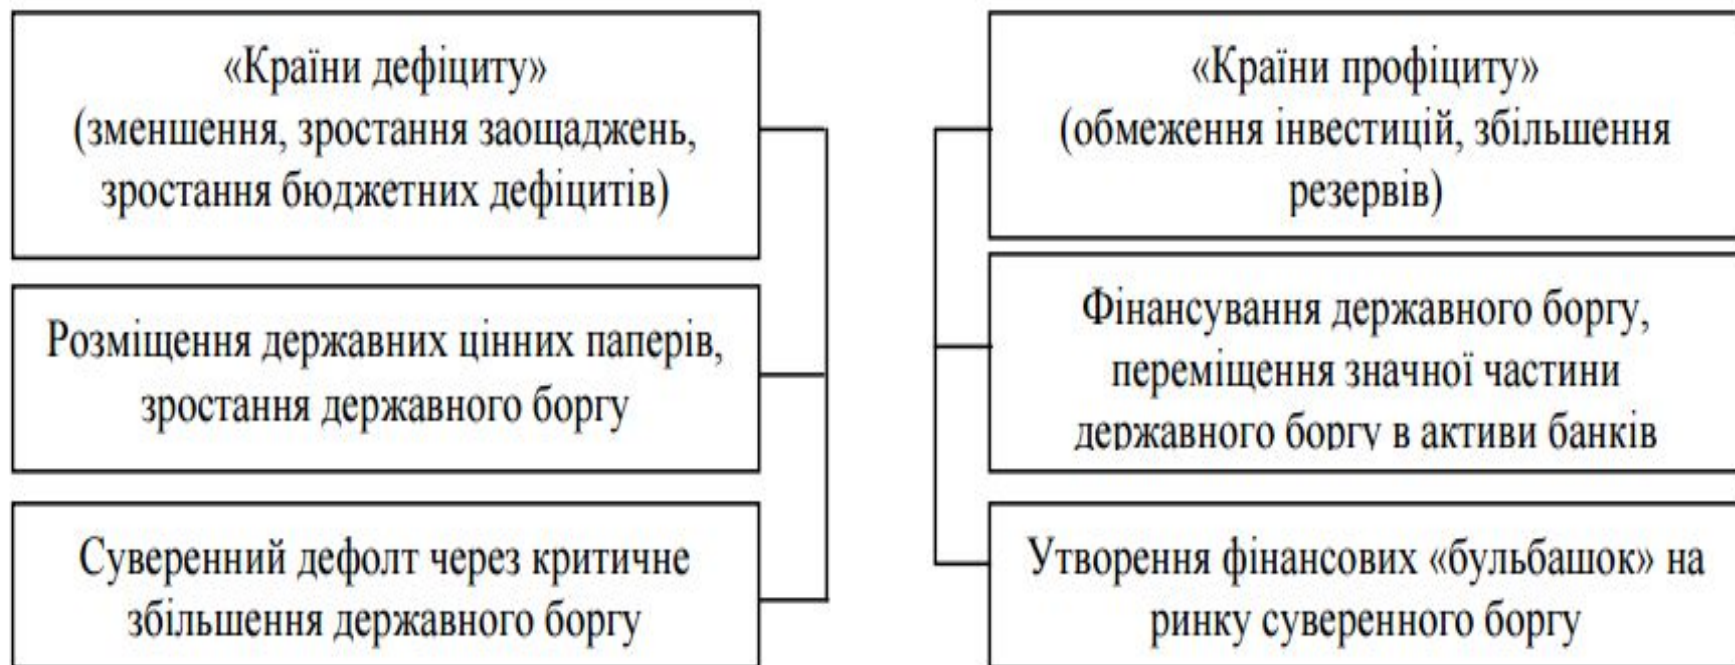 «Країни дефіциту»
(зменшення, зростання заощаджень,
зростання бюджетних дефіцитів)
Розміщення державних цінних паперів,
зростання державного боргу
Суверенний дефолт через критичне
збільшення державного боргу
«Країни профіциту»
(обмеження інвестицій, збільшення
резервів)
Фінансування державного боргу,
переміщення значної частини
державного боргу в активи банків
Утворення фінансових «бульбашок» на
ринку суверенного боргу